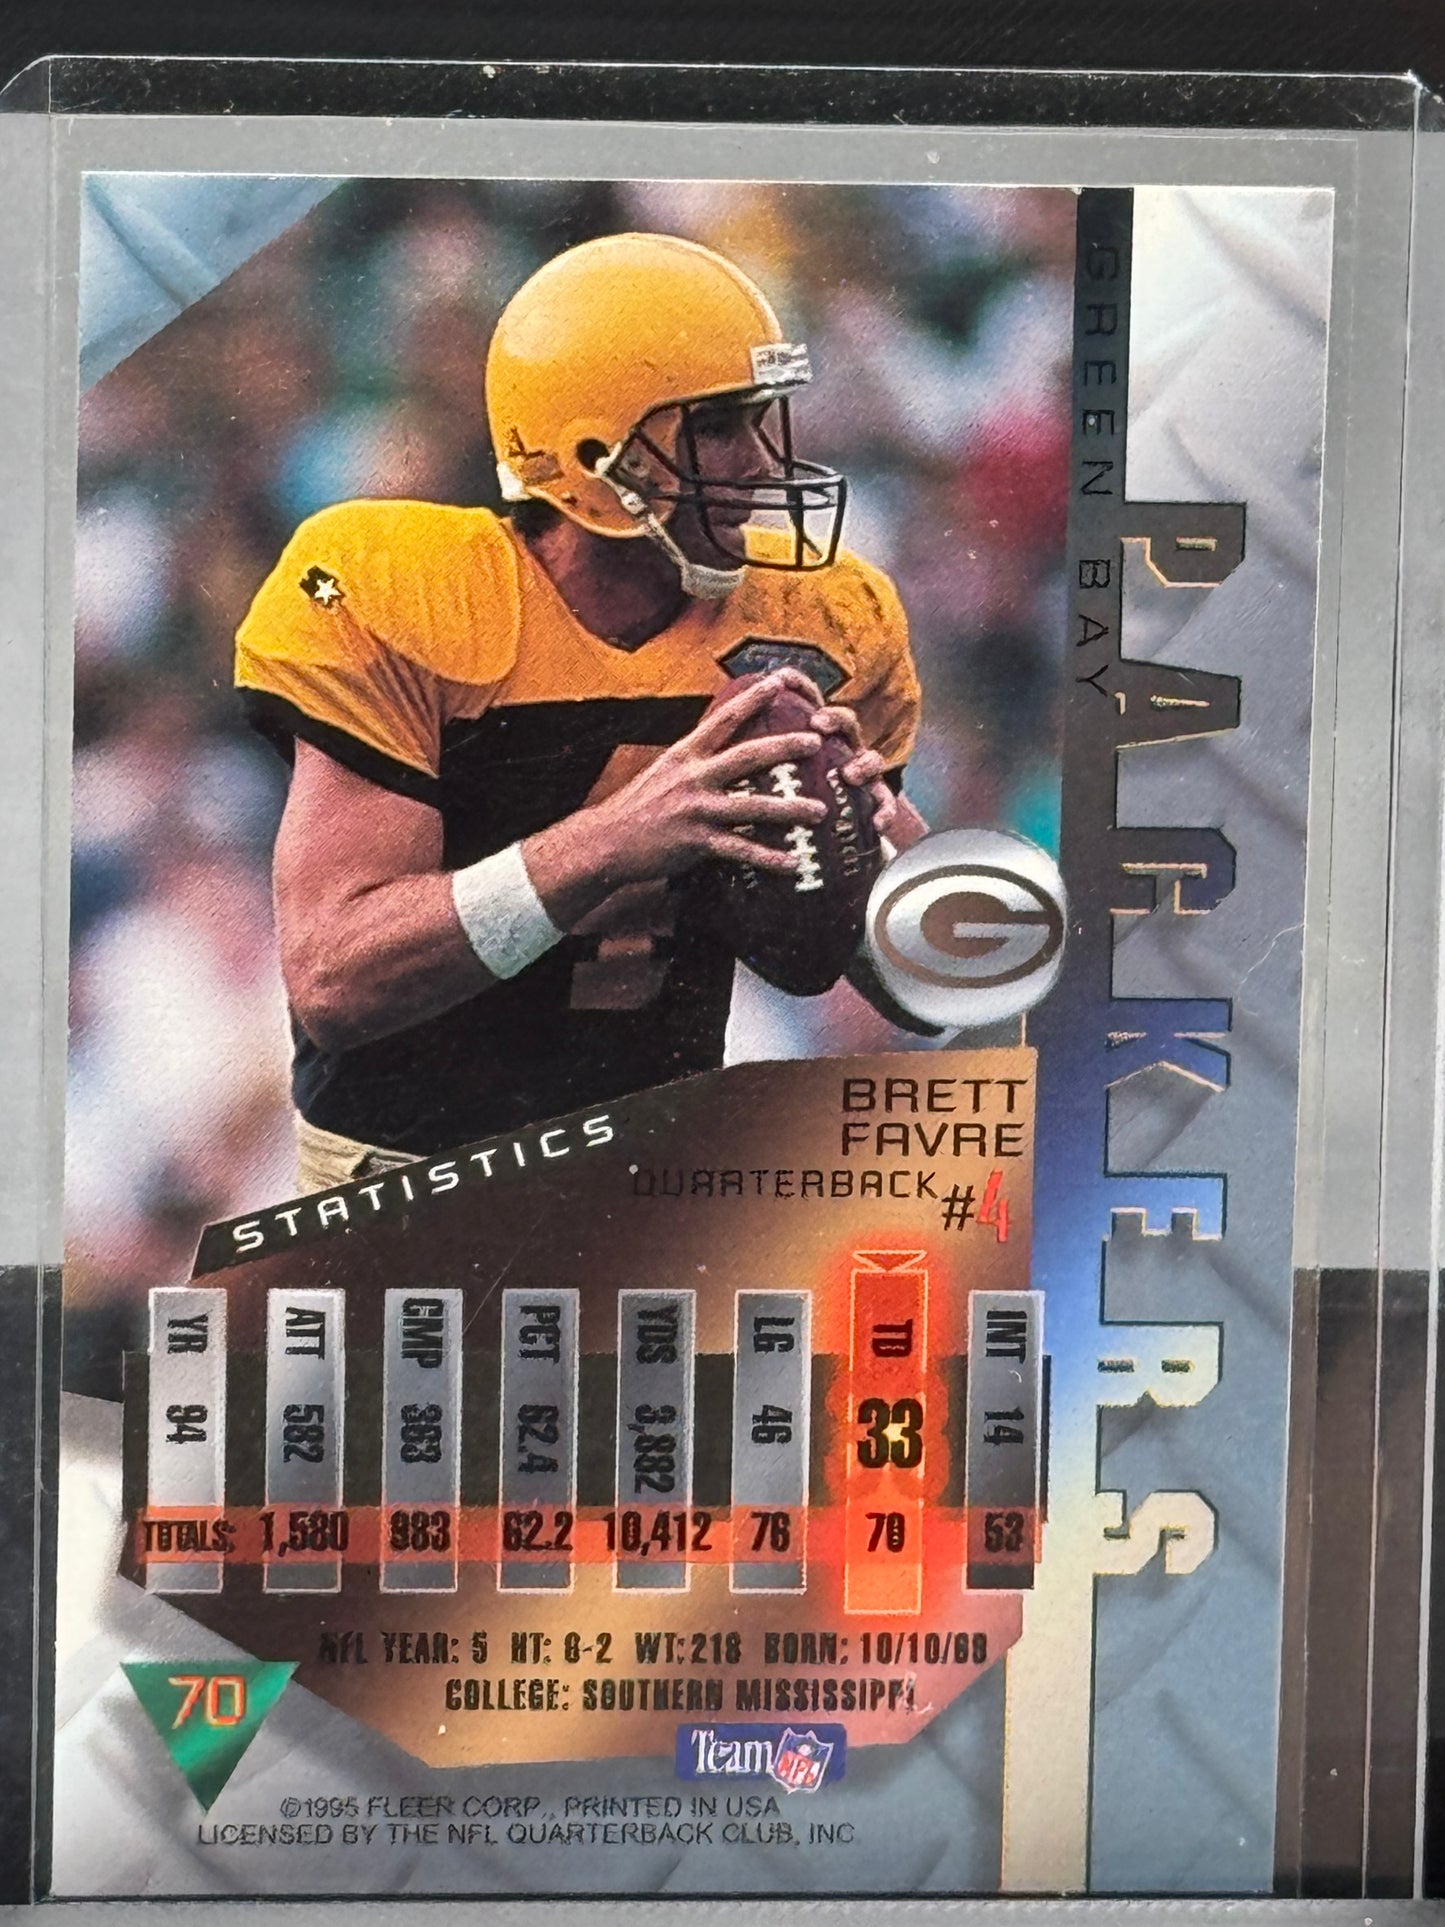 GREEN BAY
PACKERS
G
BRETT
FAVRE
QUARTERBACK #4
STATISTICS
YR ATT CMP PCT YDS LG TD INT
94 582 363 62.4 3,882 46 33 14
TOTALS: 1,580 983 62.2 10,412 76 70 53
NFL YEAR: 5 HT: 6-2 WT: 218 BORN: 10/10/69
COLLEGE: SOUTHERN MISSISSIPPI
70
Team NFL
©1995 FLEER CORP., PRINTED IN USA
LICENSED BY THE NFL QUARTERBACK CLUB, INC